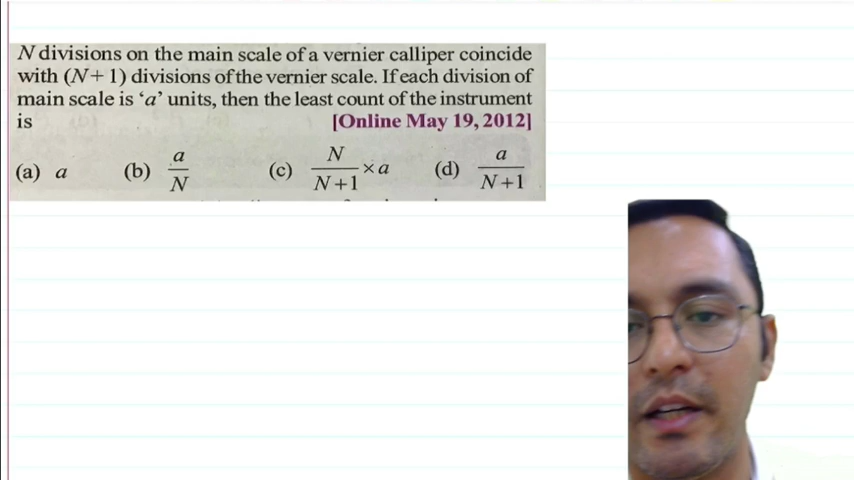 N divisions on the main scale of a vernier calliper coincide
with (N + 1) divisions of the vernier scale. If each division of
main scale is ‘a’ units, then the least count of the instrument
is [Online May 19, 2012]
(a) a (b) a/N (c) N/N+1 × a (d) a/N+1